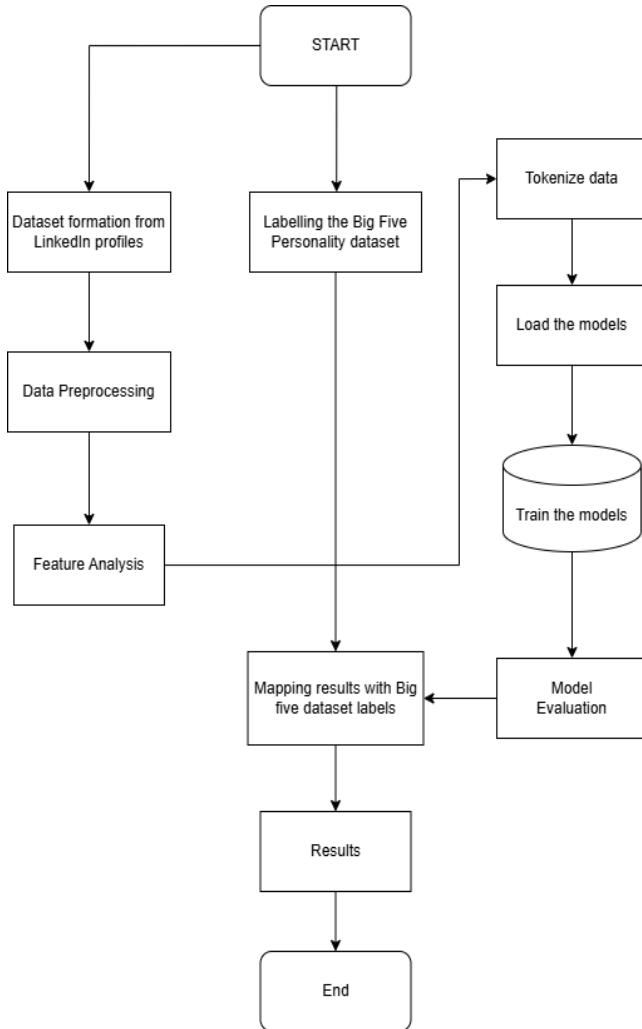 START
Dataset formation from
LinkedIn profiles
Labelling the Big Five
Personality dataset
Tokenize data
Load the models
Data Preprocessing
Train the models
Feature Analysis
Mapping results with Big
five dataset labels
Model
Evaluation
Results
End